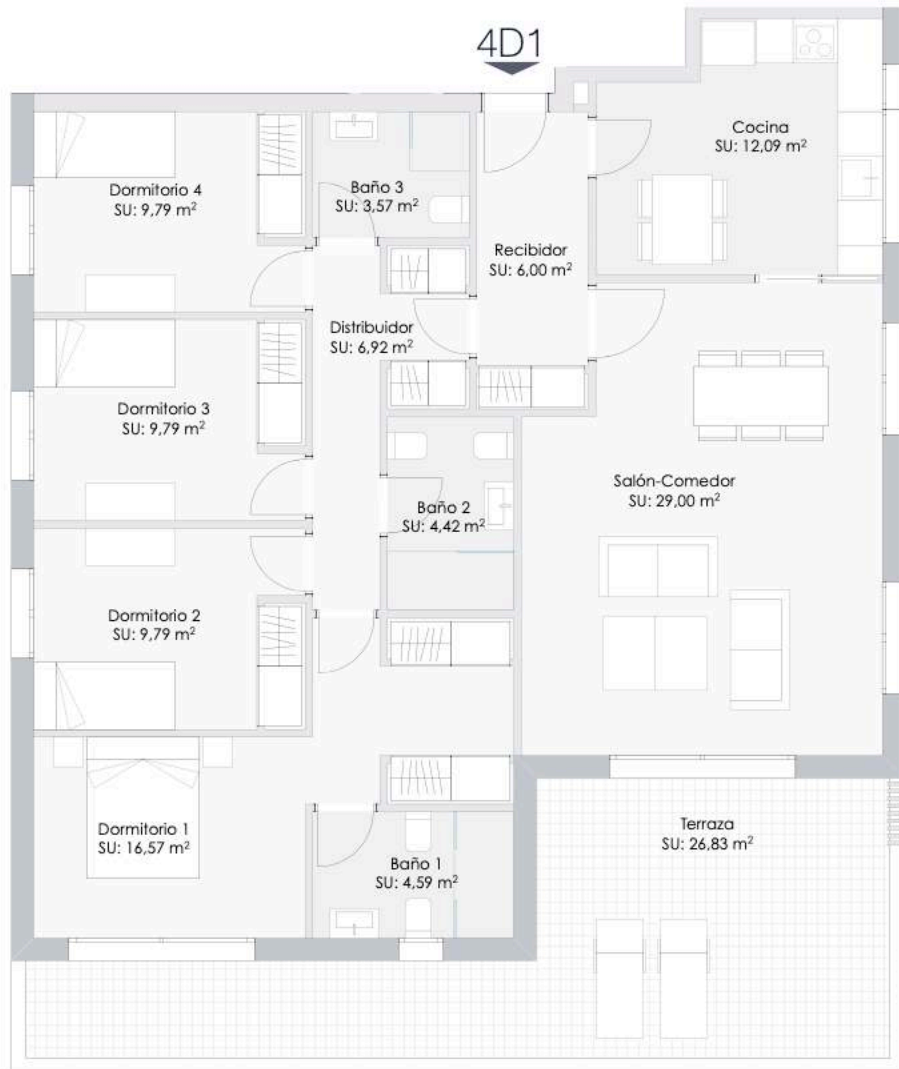 4D1
Cocina
SU: 12,09 m²
Dormitorio 4
SU: 9,79 m²
Baño 3
SU: 3,57 m²
Recibidor
SU: 6,00 m²
Distribuidor
SU: 6,92 m²
Dormitorio 3
SU: 9,79 m²
Salón-Comedor
SU: 29,00 m²
Baño 2
SU: 4,42 m²
Dormitorio 2
SU: 9,79 m²
Dormitorio 1
SU: 16,57 m²
Terraza
SU: 26,83 m²
Baño 1
SU: 4,59 m²